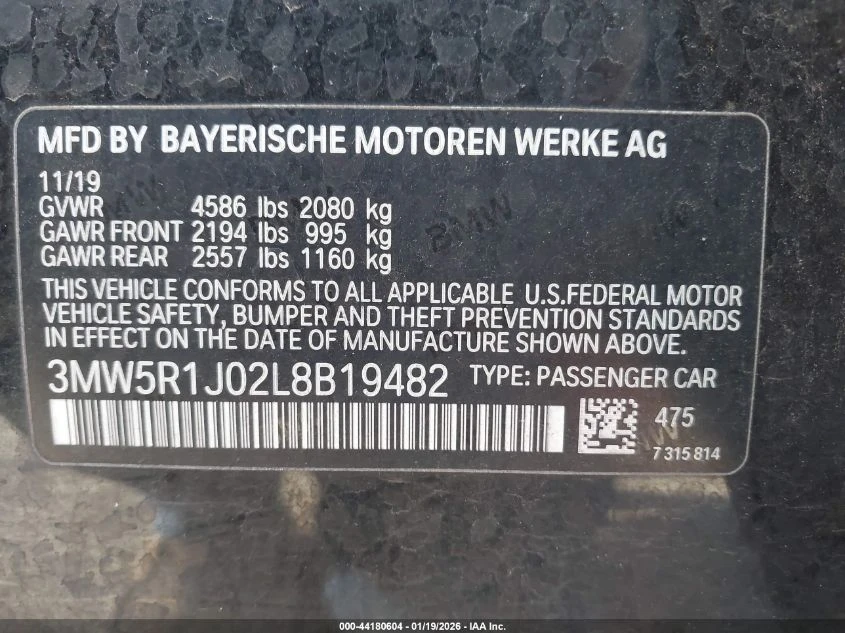 MFD BY BAYERISCHE MOTOREN WERKE AG
11/19
GVWR 4586 lbs 2080 kg
GAWR FRONT 2194 lbs 995 kg
GAWR REAR 2557 lbs 1160 kg
THIS VEHICLE CONFORMS TO ALL APPLICABLE U.S.FEDERAL MOTOR
VEHICLE SAFETY, BUMPER AND THEFT PREVENTION STANDARDS
IN EFFECT ON THE DATE OF MANUFACTURE SHOWN ABOVE.
3MW5R1J02L8B19482 TYPE: PASSENGER CAR
475
7 315 814
BMW
000-44180604 - 01/19/2026 - IAA Inc.